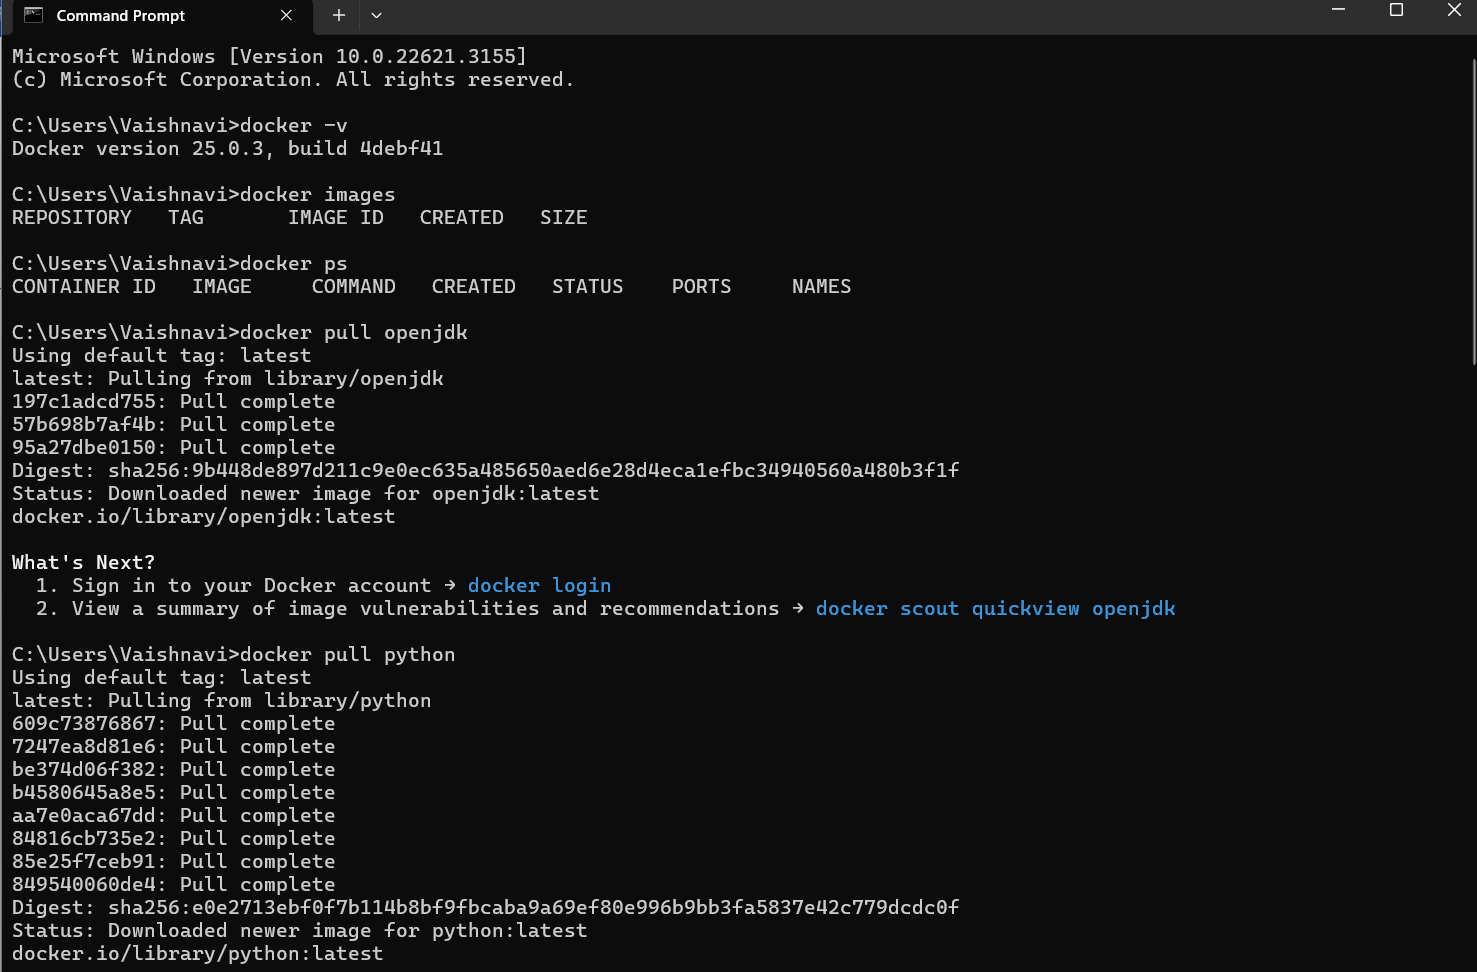 Command Prompt
Microsoft Windows [Version 10.0.22621.3155]
(c) Microsoft Corporation. All rights reserved.
C:\Users\Vaishnavi>docker -v
Docker version 25.0.3, build 4debf41
C:\Users\Vaishnavi>docker images
REPOSITORY   TAG       IMAGE ID   CREATED   SIZE
C:\Users\Vaishnavi>docker ps
CONTAINER ID   IMAGE     COMMAND   CREATED   STATUS    PORTS     NAMES
C:\Users\Vaishnavi>docker pull openjdk
Using default tag: latest
latest: Pulling from library/openjdk
197c1adcd755: Pull complete
57b698b7af4b: Pull complete
95a27dbe0150: Pull complete
Digest: sha256:9b448de897d211c9e0ec635a485650aed6e28d4eca1efbc34940560a480b3f1f
Status: Downloaded newer image for openjdk:latest
docker.io/library/openjdk:latest
What's Next?
  1. Sign in to your Docker account → docker login
  2. View a summary of image vulnerabilities and recommendations → docker scout quickview openjdk
C:\Users\Vaishnavi>docker pull python
Using default tag: latest
latest: Pulling from library/python
609c73876867: Pull complete
7247ea8d81e6: Pull complete
be374d06f382: Pull complete
b4580645a8e5: Pull complete
aa7e0aca67dd: Pull complete
84816cb735e2: Pull complete
85e25f7ceb91: Pull complete
849540060de4: Pull complete
Digest: sha256:e0e2713ebf0f7b114b8bf9fbcaba9a69ef80e996b9bb3fa5837e42c779dcdc0f
Status: Downloaded newer image for python:latest
docker.io/library/python:latest